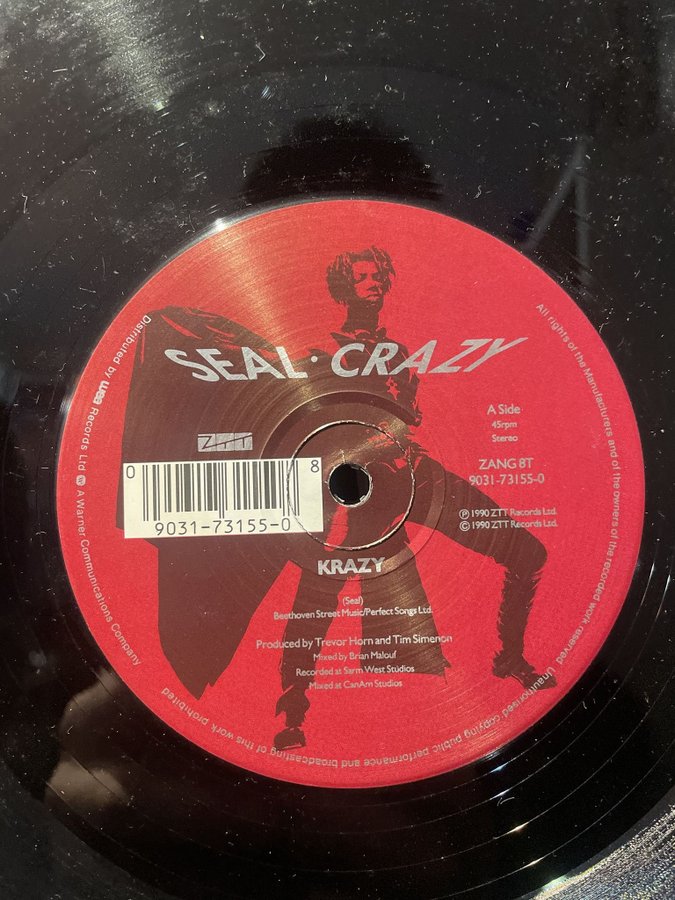 SEAL · CRAZY
A Side
45rpm
Stereo
ZTT
ZANG 8T
9031-73155-0
0 8
9031-73155-0
Ⓟ 1990 ZTT Records Ltd.
© 1990 ZTT Records Ltd.
KRAZY
(Seal)
Beethoven Street Music/Perfect Songs Ltd.
Produced by Trevor Horn and Tim Simenon
Mixed by Brian Malouf
Recorded at Sarm West Studios
Mixed at CanAm Studios
All rights of the Manufacturers and of the owners of the recorded work reserved. Unauthorised copying public performance and broadcasting of this work prohibited
Distributed by wea Records Ltd. A Warner Communications Company